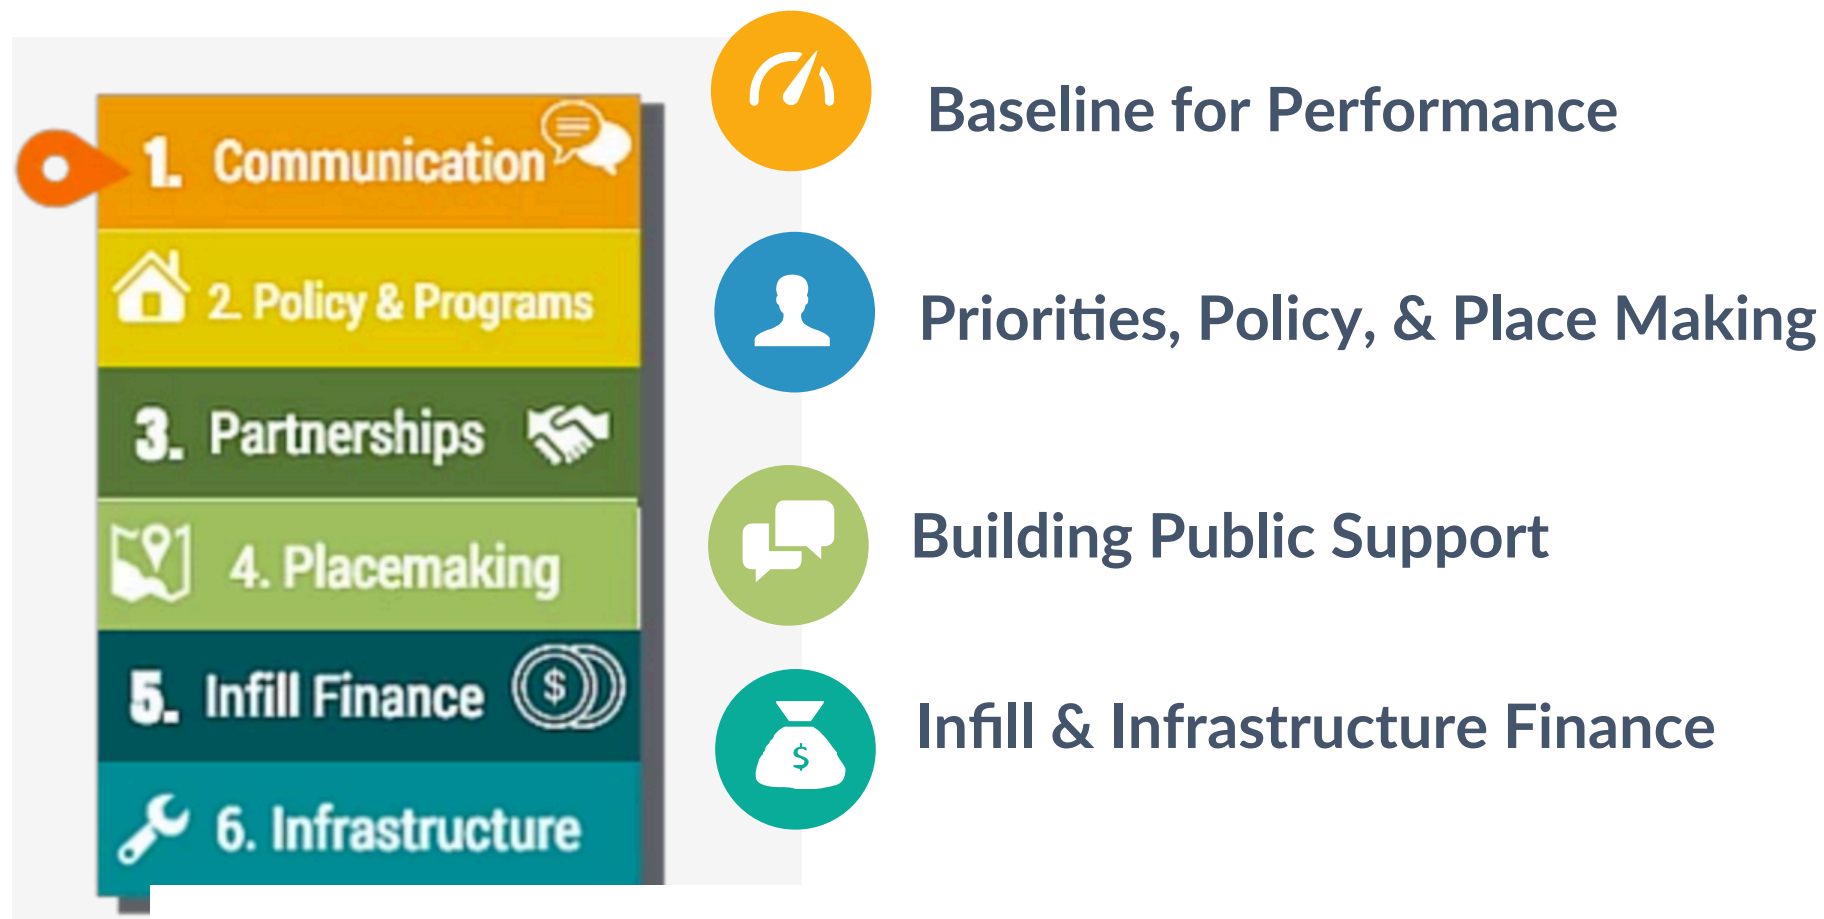 1. Communication
2. Policy & Programs
3. Partnerships
4. Placemaking
5. Infill Finance $
6. Infrastructure
Baseline for Performance
Priorities, Policy, & Place Making
Building Public Support
$
Infill & Infrastructure Finance